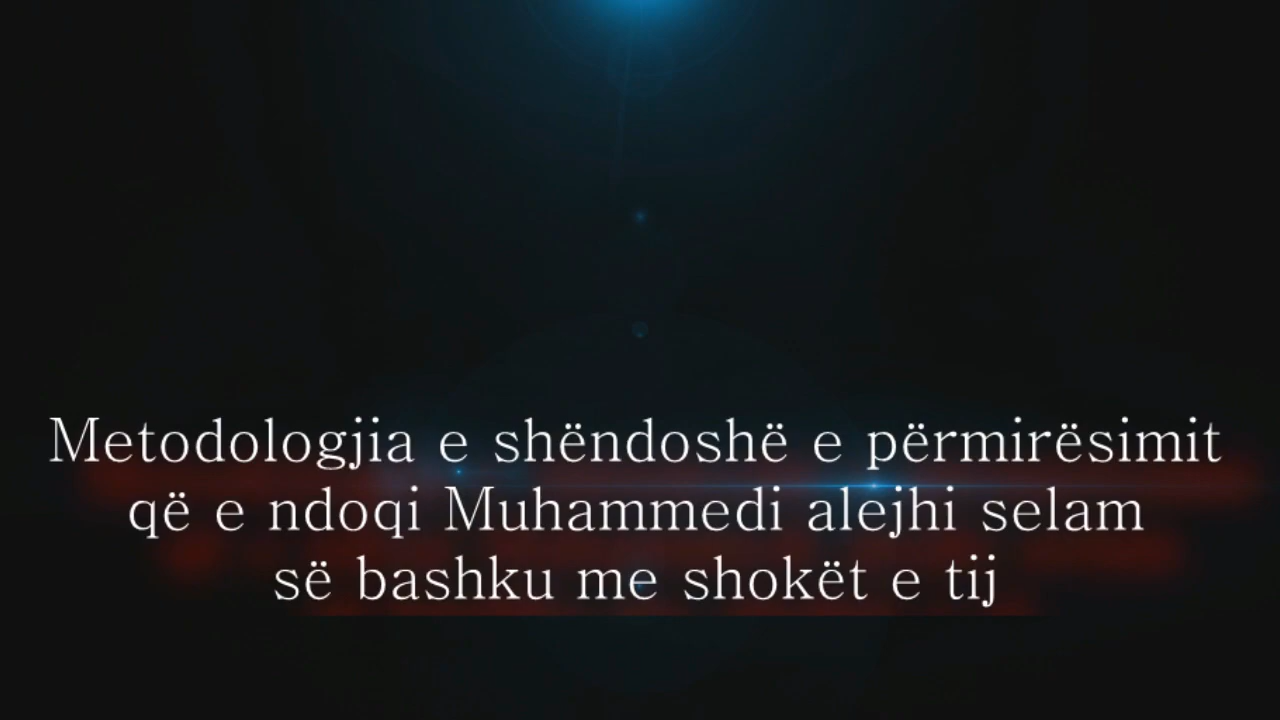 Metodologjia e shëndoshë e përmirësimit
që e ndoqi Muhammedi alejhi selam
së bashku me shokët e tij